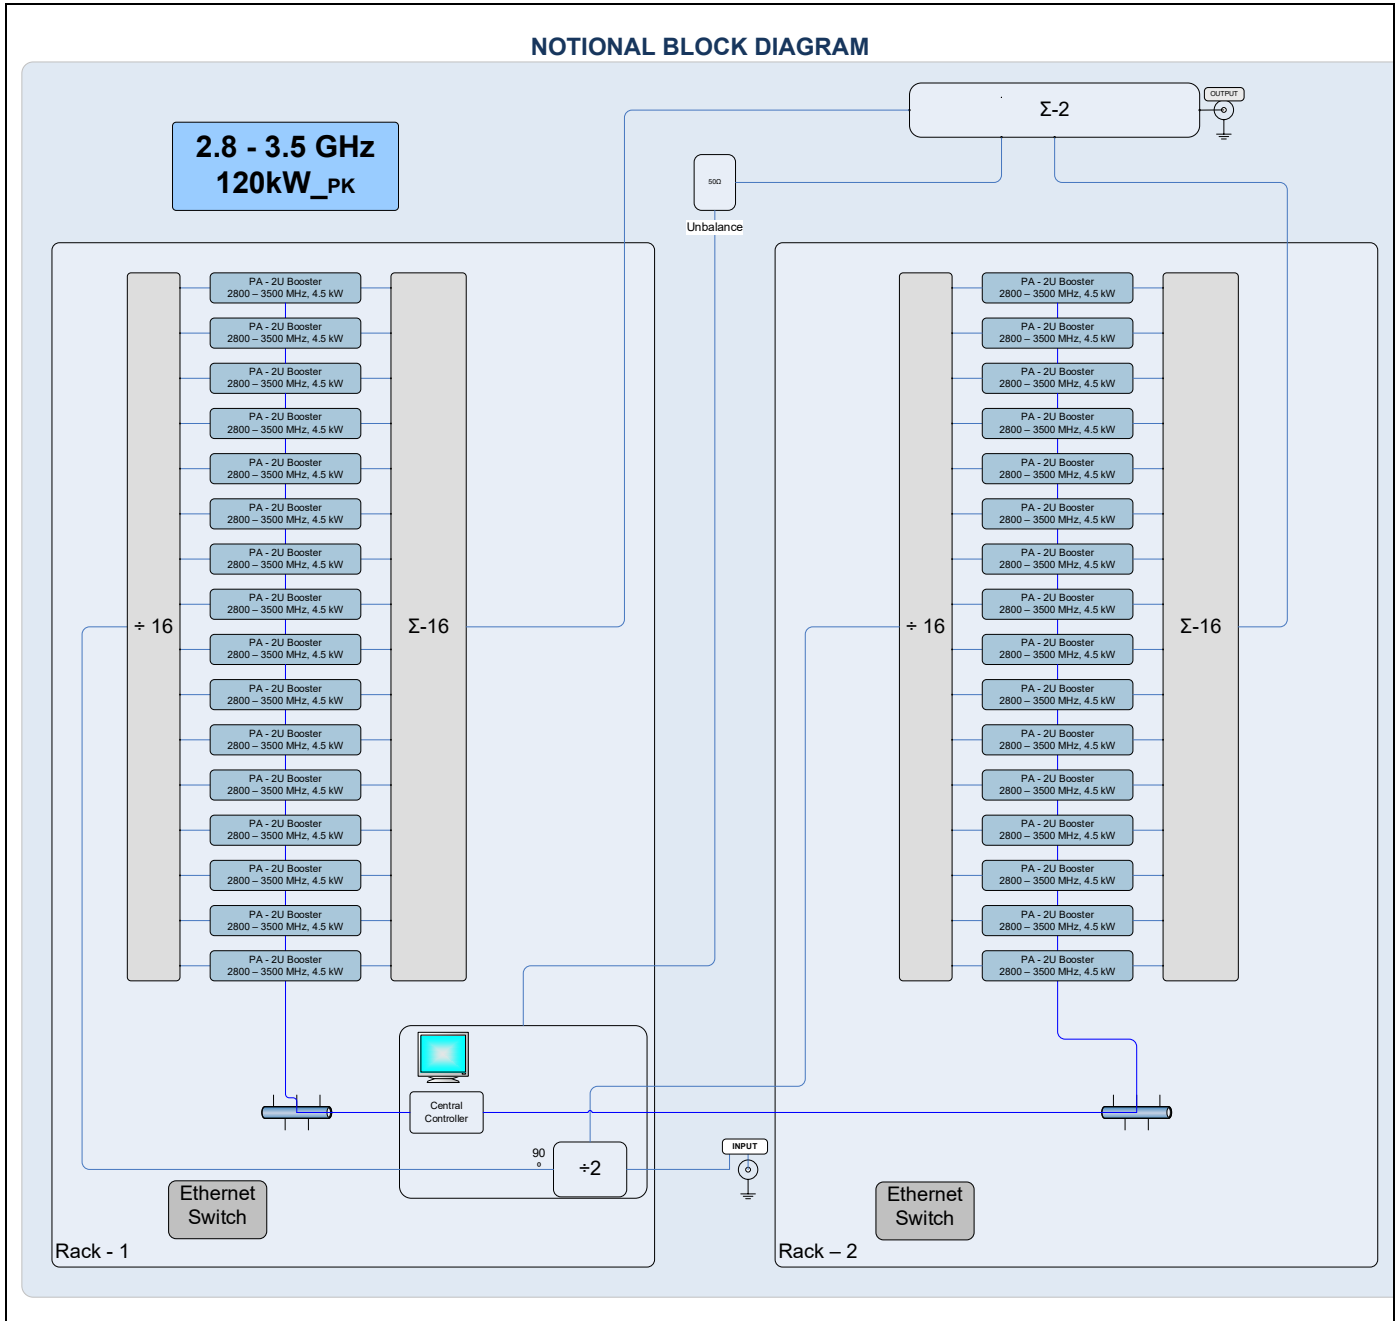 NOTIONAL BLOCK DIAGRAM
2.8 - 3.5 GHz
120kW_PK
Σ-2
OUTPUT
50Ω
Unbalance
÷ 16
PA - 2U Booster
2800 – 3500 MHz, 4.5 kW
PA - 2U Booster
2800 – 3500 MHz, 4.5 kW
PA - 2U Booster
2800 – 3500 MHz, 4.5 kW
PA - 2U Booster
2800 – 3500 MHz, 4.5 kW
PA - 2U Booster
2800 – 3500 MHz, 4.5 kW
PA - 2U Booster
2800 – 3500 MHz, 4.5 kW
PA - 2U Booster
2800 – 3500 MHz, 4.5 kW
PA - 2U Booster
2800 – 3500 MHz, 4.5 kW
PA - 2U Booster
2800 – 3500 MHz, 4.5 kW
PA - 2U Booster
2800 – 3500 MHz, 4.5 kW
PA - 2U Booster
2800 – 3500 MHz, 4.5 kW
PA - 2U Booster
2800 – 3500 MHz, 4.5 kW
PA - 2U Booster
2800 – 3500 MHz, 4.5 kW
PA - 2U Booster
2800 – 3500 MHz, 4.5 kW
PA - 2U Booster
2800 – 3500 MHz, 4.5 kW
PA - 2U Booster
2800 – 3500 MHz, 4.5 kW
Σ-16
Central
Controller
90
º
÷2
INPUT
Ethernet
Switch
Rack - 1
÷ 16
PA - 2U Booster
2800 – 3500 MHz, 4.5 kW
PA - 2U Booster
2800 – 3500 MHz, 4.5 kW
PA - 2U Booster
2800 – 3500 MHz, 4.5 kW
PA - 2U Booster
2800 – 3500 MHz, 4.5 kW
PA - 2U Booster
2800 – 3500 MHz, 4.5 kW
PA - 2U Booster
2800 – 3500 MHz, 4.5 kW
PA - 2U Booster
2800 – 3500 MHz, 4.5 kW
PA - 2U Booster
2800 – 3500 MHz, 4.5 kW
PA - 2U Booster
2800 – 3500 MHz, 4.5 kW
PA - 2U Booster
2800 – 3500 MHz, 4.5 kW
PA - 2U Booster
2800 – 3500 MHz, 4.5 kW
PA - 2U Booster
2800 – 3500 MHz, 4.5 kW
PA - 2U Booster
2800 – 3500 MHz, 4.5 kW
PA - 2U Booster
2800 – 3500 MHz, 4.5 kW
PA - 2U Booster
2800 – 3500 MHz, 4.5 kW
PA - 2U Booster
2800 – 3500 MHz, 4.5 kW
Σ-16
Ethernet
Switch
Rack – 2